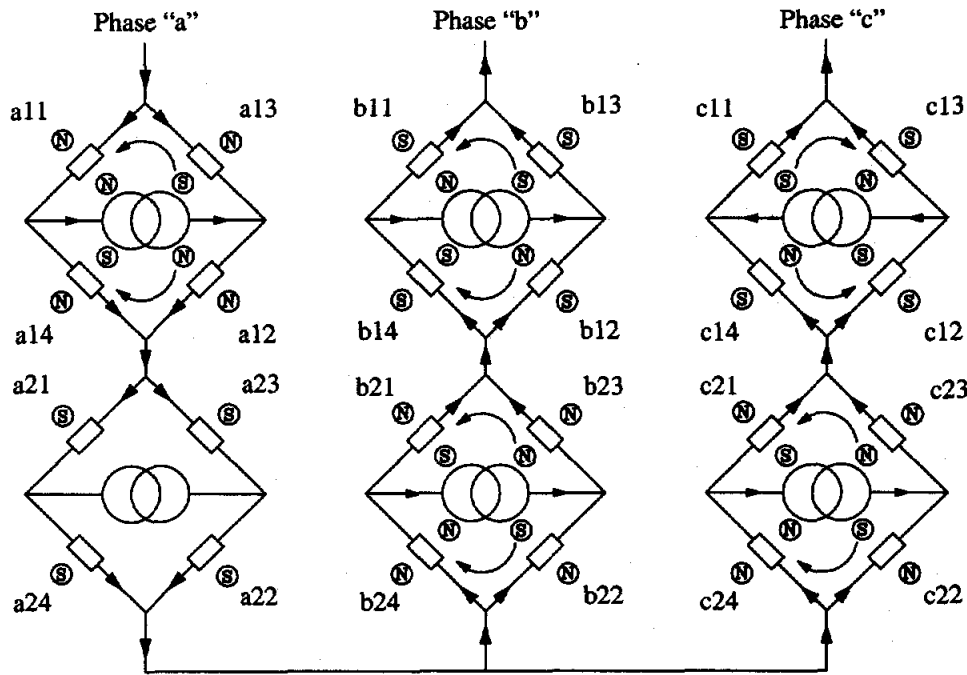 Phase “a” Phase “b” Phase “c”
a11 a13 b11 b13 c11 c13
Ⓝ Ⓝ Ⓢ Ⓢ Ⓢ Ⓢ
Ⓝ Ⓢ Ⓝ Ⓢ Ⓢ Ⓝ
Ⓢ Ⓝ Ⓢ Ⓝ Ⓝ Ⓢ
Ⓝ Ⓝ Ⓢ Ⓢ Ⓢ Ⓢ
a14 a12 b14 b12 c14 c12
a21 a23 b21 b23 c21 c23
Ⓢ Ⓢ Ⓝ Ⓝ Ⓝ Ⓝ
Ⓢ Ⓝ Ⓢ Ⓝ
Ⓝ Ⓢ Ⓝ Ⓢ
Ⓢ Ⓢ Ⓝ Ⓝ Ⓝ Ⓝ
a24 a22 b24 b22 c24 c22